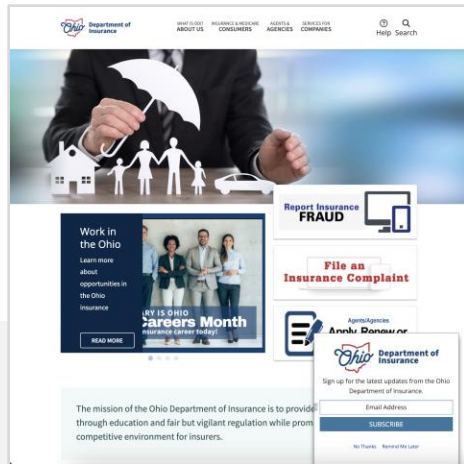 Ohio
Department of
Insurance
WHAT IS ODI?
ABOUT US
INSURANCE & MEDICARE
CONSUMERS
AGENTS &
AGENCIES
SERVICES FOR
COMPANIES
Help
Search
Work in
the Ohio
Learn more
about
opportunities in
the Ohio
insurance
READ MORE
ARY IS OHIO
Careers Month
nsurance career today!
Report Insurance
FRAUD
File an
Insurance Complaint
Agents/Agencies
Apply, Renew or
Ohio
Department of
Insurance
Sign up for the latest updates from the Ohio
Department of Insurance.
Email Address
SUBSCRIBE
No Thanks
Remind Me Later
The mission of the Ohio Department of Insurance is to provide
through education and fair but vigilant regulation while prom
competitive environment for insurers.